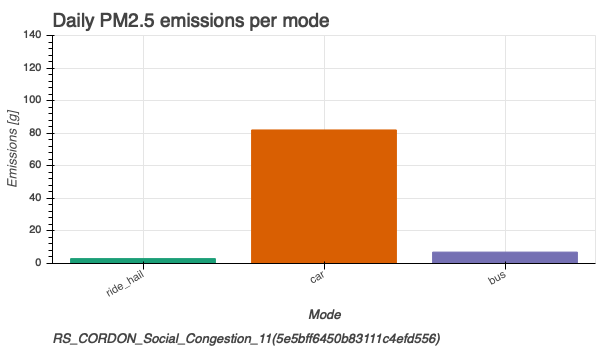 Daily PM2.5 emissions per mode
140
120
100
80
60
40
20
0
Emissions [g]
ride_hail
car
bus
Mode
RS_CORDON_Social_Congestion_11(5e5bff6450b83111c4efd556)